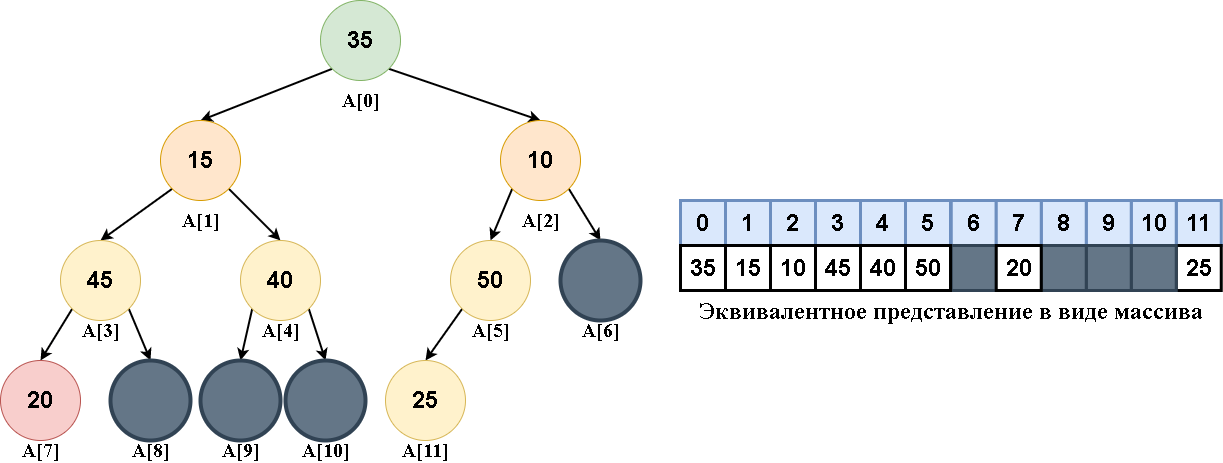 35
A[0]
15
10
A[1]
A[2]
0 1 2 3 4 5 6 7 8 9 10 11
35 15 10 45 40 50 20 25
Эквивалентное представление в виде массива
45
40
50
A[3]
A[4]
A[5]
A[6]
20
25
A[7]
A[8]
A[9]
A[10]
A[11]